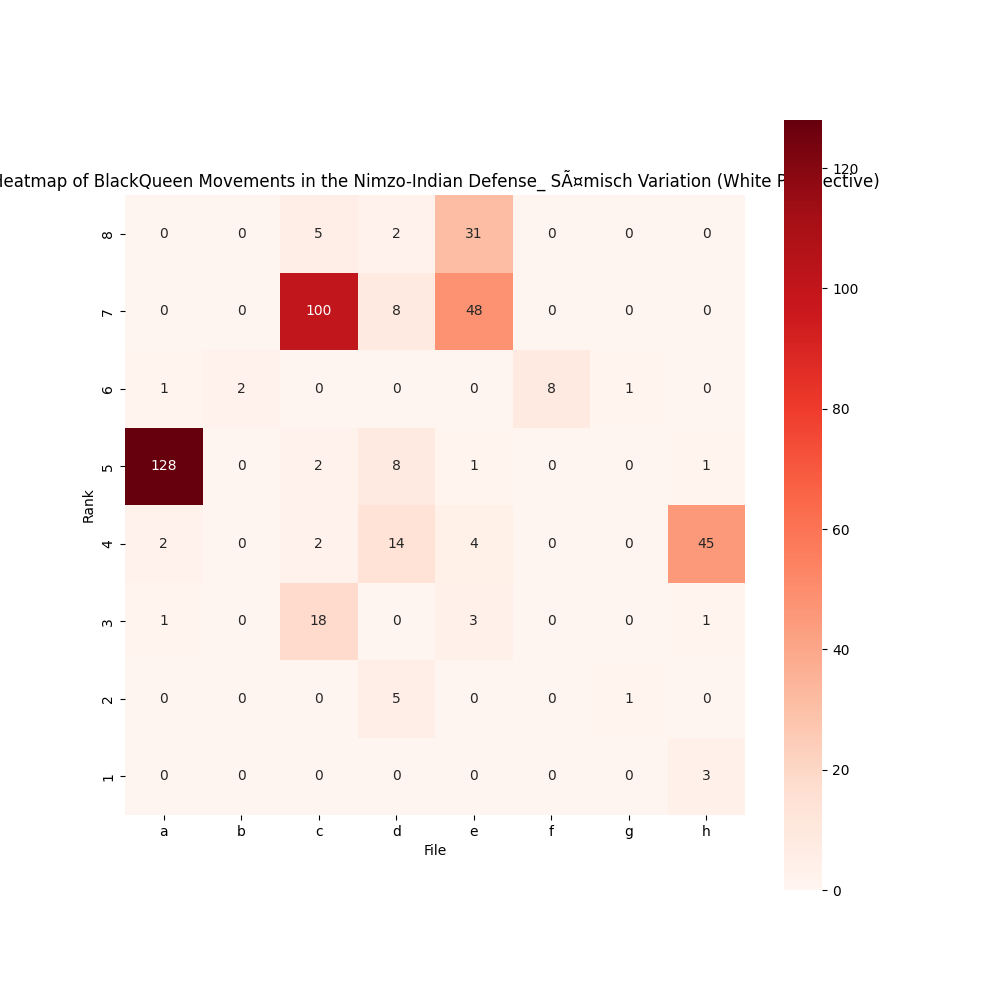 Heatmap of BlackQueen Movements in the Nimzo-Indian Defense_ SÃ¤misch Variation (White P ective)
120
8 0 0 5 2 31 0 0 0
7 0 0 100 8 48 0 0 0
100
6 1 2 0 0 0 8 1 0
80
5 128 0 2 8 1 0 0 1
Rank
4 2 0 2 14 4 0 0 45
60
3 1 0 18 0 3 0 0 1
40
2 0 0 0 5 0 0 1 0
20
1 0 0 0 0 0 0 0 3
a b c d e f g h
File
0